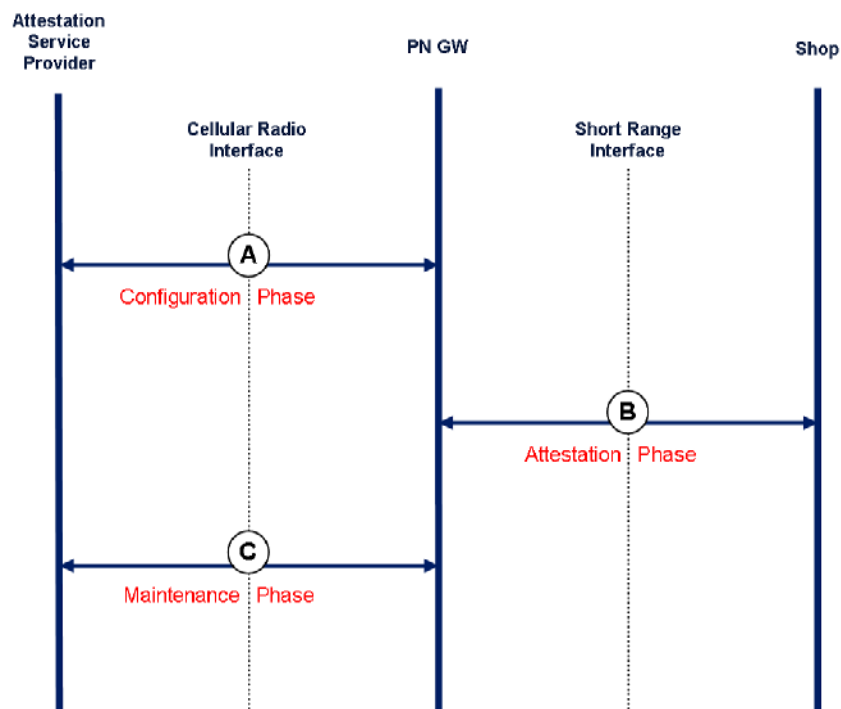 Attestation
Service
Provider
PN GW
Shop
Cellular Radio
Interface
Short Range
Interface
A
Configuration Phase
B
Attestation Phase
C
Maintenance Phase